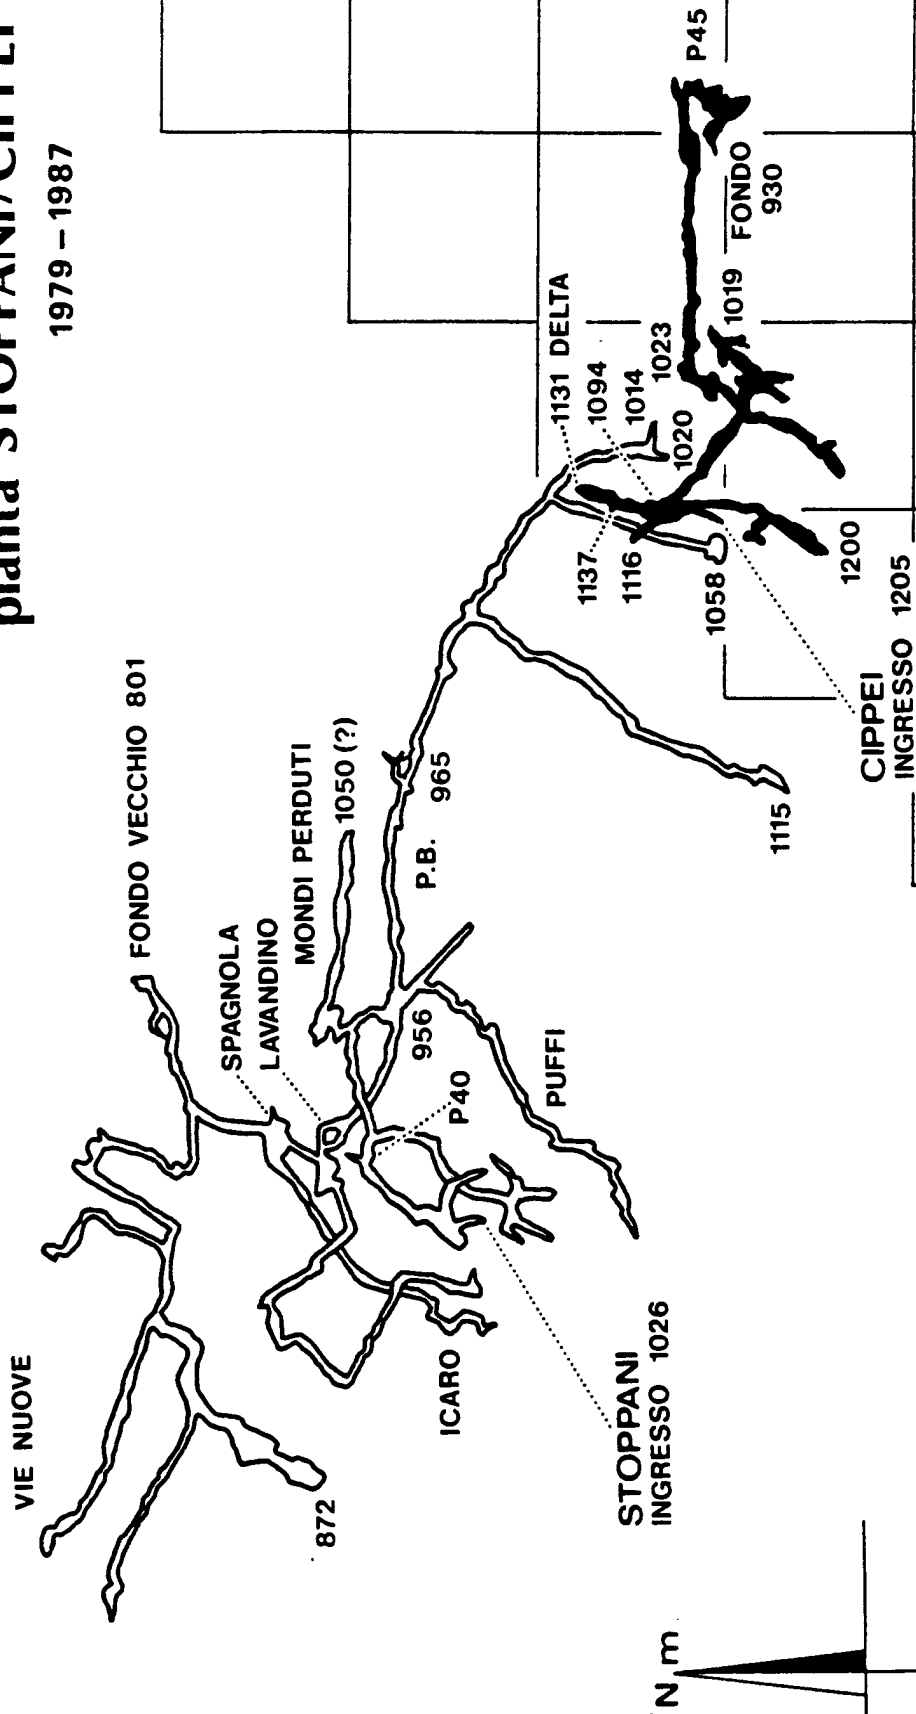 pianta STOPPANI/CIPPEI
1979-1987
VIE NUOVE
FONDO VECCHIO 801
SPAGNOLA
LAVANDINO
MONDI PERDUTI
1050 (?)
872
ICARO
P40
956
P.B.
965
PUFFI
STOPPANI
INGRESSO 1026
1115
1131 DELTA
1094
1014
1023
1020
1137
1116
1058
1019
FONDO
930
P45
1200
CIPPEI
INGRESSO 1205
N m